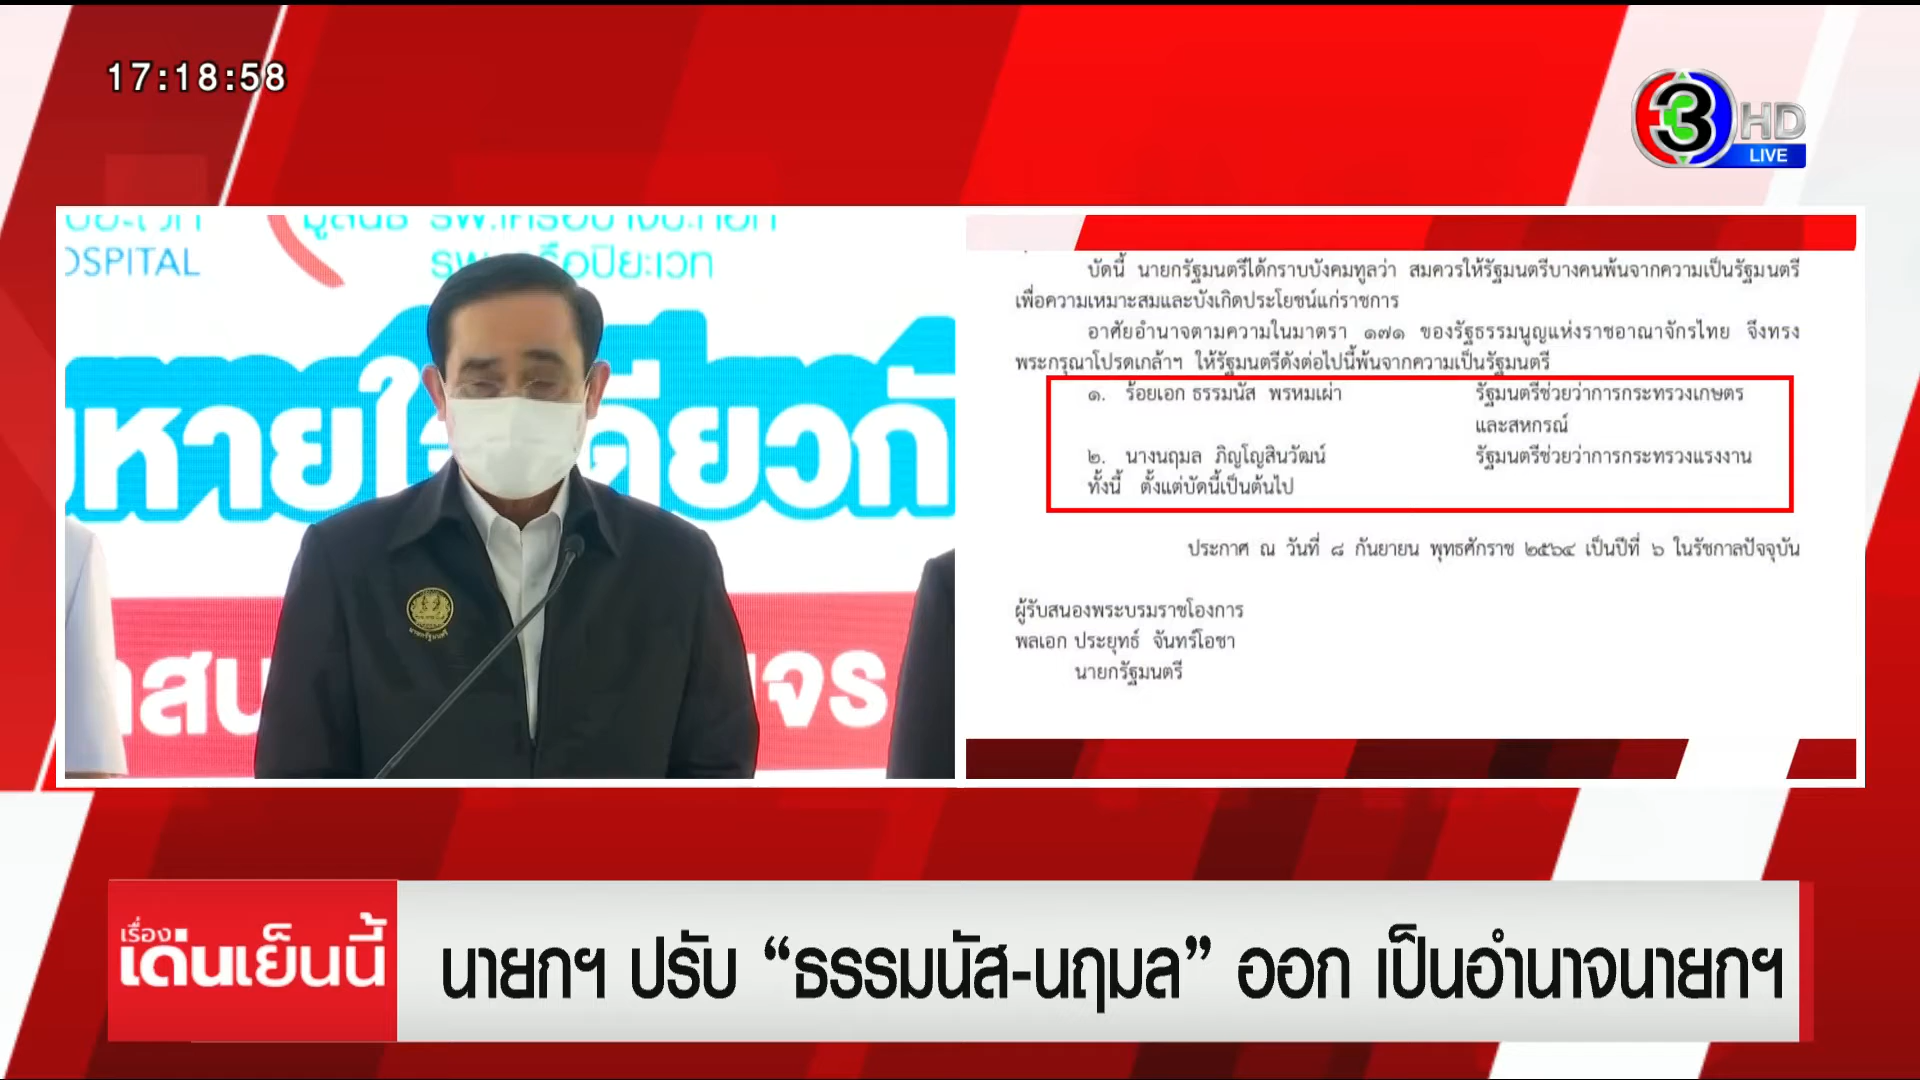 17:18:58
3 HD
LIVE
OSPITAL
หายใจเดียวกั
บัดนี้ นายกรัฐมนตรีได้กราบบังคมทูลว่า สมควรให้รัฐมนตรีบางคนพ้นจากความเป็นรัฐมนตรี
เพื่อความเหมาะสมและบังเกิดประโยชน์แก่ราชการ
อาศัยอำนาจตามความในมาตรา ๑๗๑ ของรัฐธรรมนูญแห่งราชอาณาจักรไทย จึงทรง
พระกรุณาโปรดเกล้าฯ ให้รัฐมนตรีดังต่อไปนี้พ้นจากความเป็นรัฐมนตรี
๑. ร้อยเอก ธรรมนัส พรหมเผ่า รัฐมนตรีช่วยว่าการกระทรวงเกษตร
และสหกรณ์
๒. นางนฤมล ภิญโญสินวัฒน์ รัฐมนตรีช่วยว่าการกระทรวงแรงงาน
ทั้งนี้ ตั้งแต่บัดนี้เป็นต้นไป
ประกาศ ณ วันที่ ๘ กันยายน พุทธศักราช ๒๕๖๔ เป็นปีที่ ๖ ในรัชกาลปัจจุบัน
ผู้รับสนองพระบรมราชโองการ
พลเอก ประยุทธ์ จันทร์โอชา
นายกรัฐมนตรี
เรื่อง
เด่นเย็นนี้
นายกฯ ปรับ “ธรรมนัส-นฤมล” ออก เป็นอำนาจนายกฯ